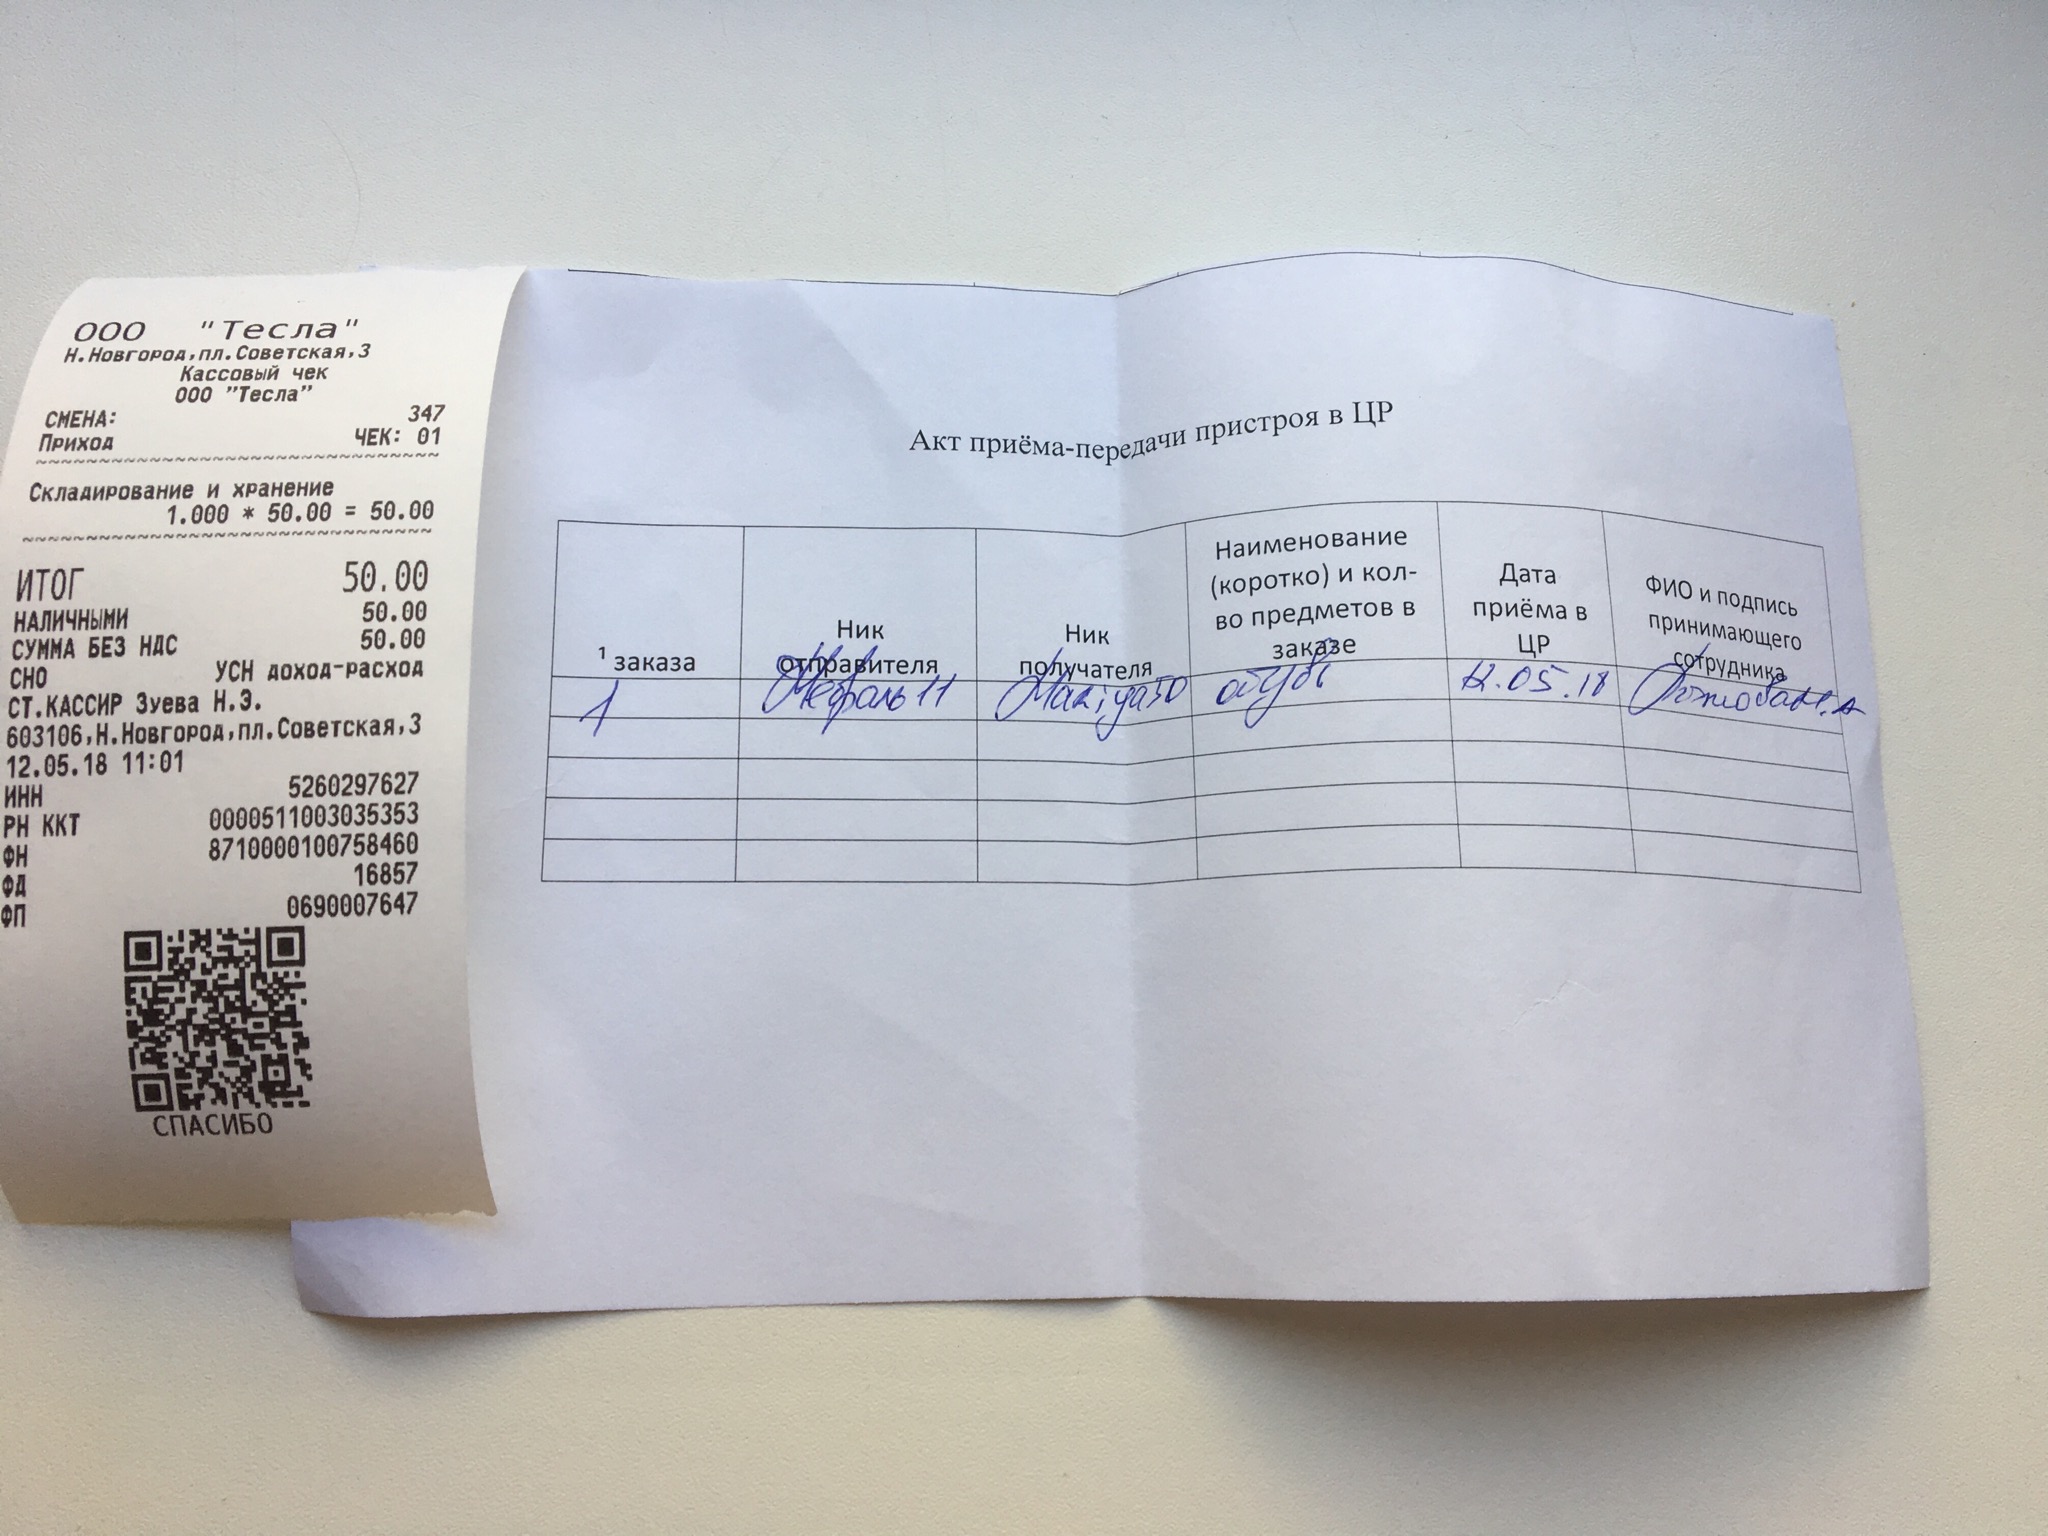 ООО "Тесла"
Н.Новгород,пл.Советская,3
Кассовый чек
ООО "Тесла"
СМЕНА: 347
Приход ЧЕК: 01
Складирование и хранение
1.000 * 50.00 = 50.00
ИТОГ 50.00
НАЛИЧНЫМИ 50.00
СУММА БЕЗ НДС 50.00
СНО УСН доход-расход
СТ.КАССИР Зуева Н.Э.
603106,Н.Новгород,пл.Советская,3
12.05.18 11:01
ИНН 5260297627
РН ККТ 0000511003035353
ФН 8710000100758460
ФД 16857
ФП 0690007647
СПАСИБО
Акт приёма-передачи пристроя в ЦР
¹ заказа
Ник
отправителя
Ник
получателя
Наименование
(коротко) и кол-
во предметов в
заказе
Дата
приёма в
ЦР
ФИО и подпись
принимающего
сотрудника
1
обувь
12.05.18